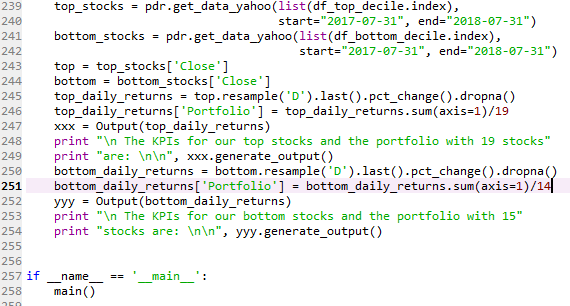 239 top_stocks = pdr.get_data_yahoo(list(df_top_decile.index),
240 start="2017-07-31", end="2018-07-31")
241 bottom_stocks = pdr.get_data_yahoo(list(df_bottom_decile.index),
242 start="2017-07-31", end="2018-07-31")
243 top = top_stocks['Close']
244 bottom = bottom_stocks['Close']
245 top_daily_returns = top.resample('D').last().pct_change().dropna()
246 top_daily_returns['Portfolio'] = top_daily_returns.sum(axis=1)/19
247 xxx = Output(top_daily_returns)
248 print "\n The KPIs for our top stocks and the portfolio with 19 stocks"
249 print "are: \n\n", xxx.generate_output()
250 bottom_daily_returns = bottom.resample('D').last().pct_change().dropna()
251 bottom_daily_returns['Portfolio'] = bottom_daily_returns.sum(axis=1)/14
252 yyy = Output(bottom_daily_returns)
253 print "\n The KPIs for our bottom stocks and the portfolio with 15"
254 print "stocks are: \n\n", yyy.generate_output()
255
256
257 if __name__ == '__main__':
258 main()
259